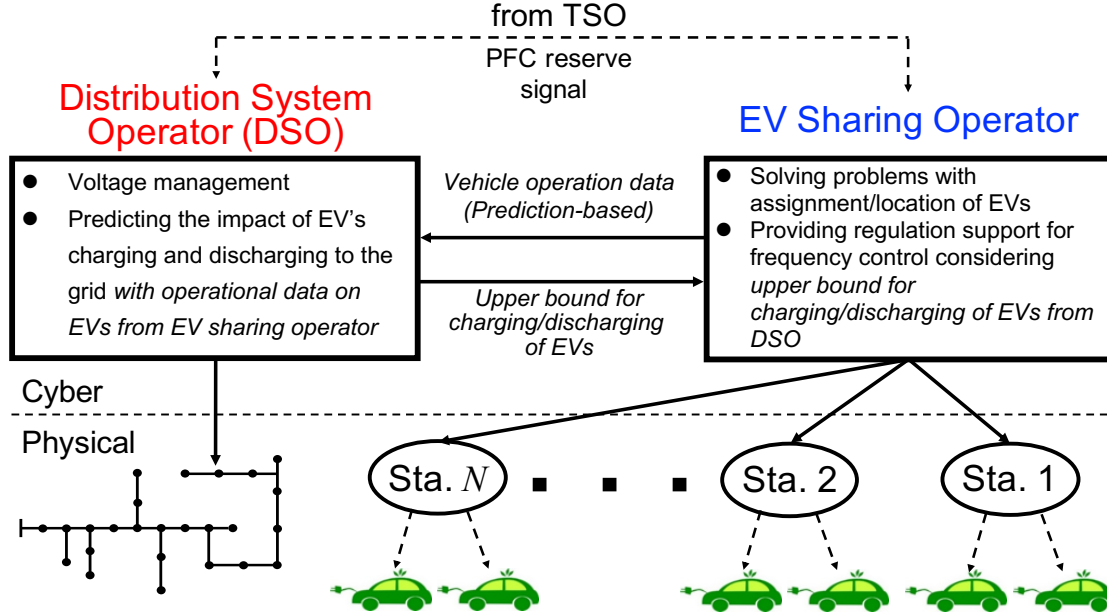 from TSO
PFC reserve
signal
Distribution System
Operator (DSO)
EV Sharing Operator
● Voltage management
● Predicting the impact of EV's
charging and discharging to the
grid with operational data on
EVs from EV sharing operator
Vehicle operation data
(Prediction-based)
Upper bound for
charging/discharging
of EVs
● Solving problems with
assignment/location of EVs
● Providing regulation support for
frequency control considering
upper bound for
charging/discharging of EVs from
DSO
Cyber
Physical
Sta. N
Sta. 2
Sta. 1